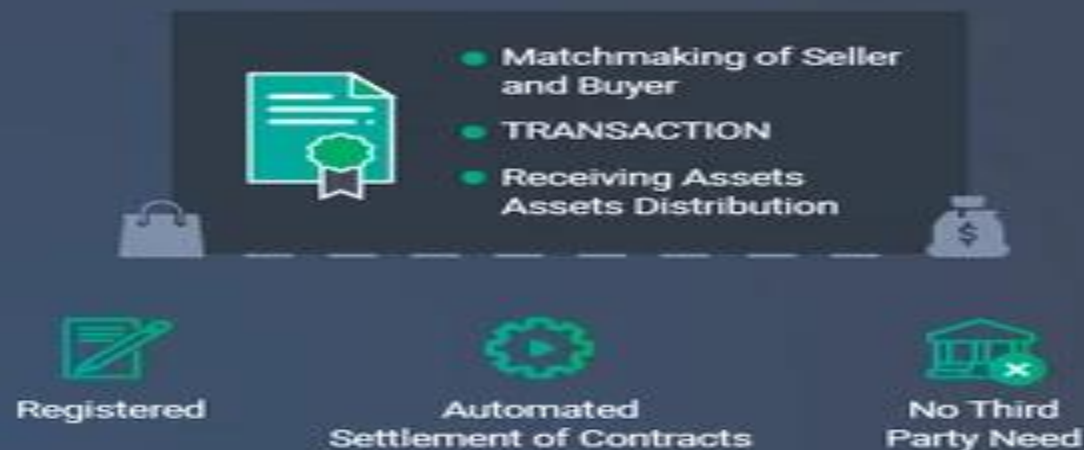 Matchmaking of Seller
and Buyer
TRANSACTION
Receiving Assets
Assets Distribution
$
Registered
Automated
Settlement of Contracts
No Third
Party Need